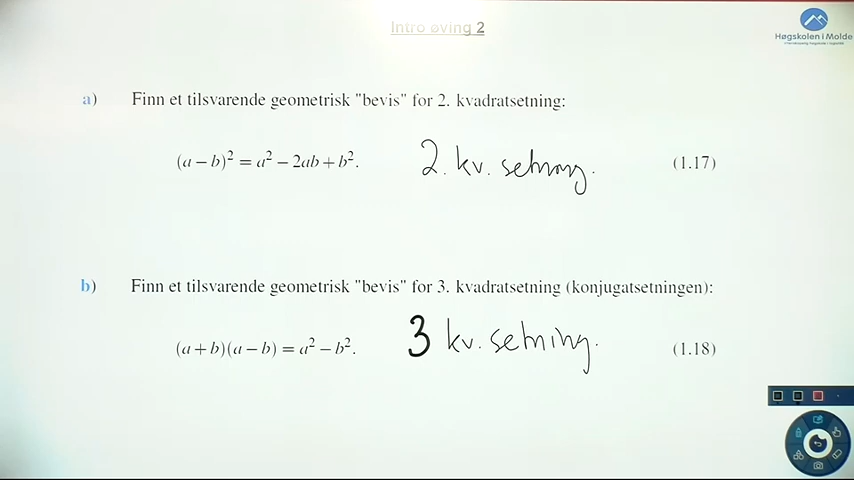 Intro øving 2
Høgskolen i Molde
a) Finn et tilsvarende geometrisk "bevis" for 2. kvadratsetning:
(a − b)² = a² − 2ab + b². 2. kv. setning. (1.17)
b) Finn et tilsvarende geometrisk "bevis" for 3. kvadratsetning (konjugatsetningen):
(a + b)(a − b) = a² − b². 3 kv. setning. (1.18)